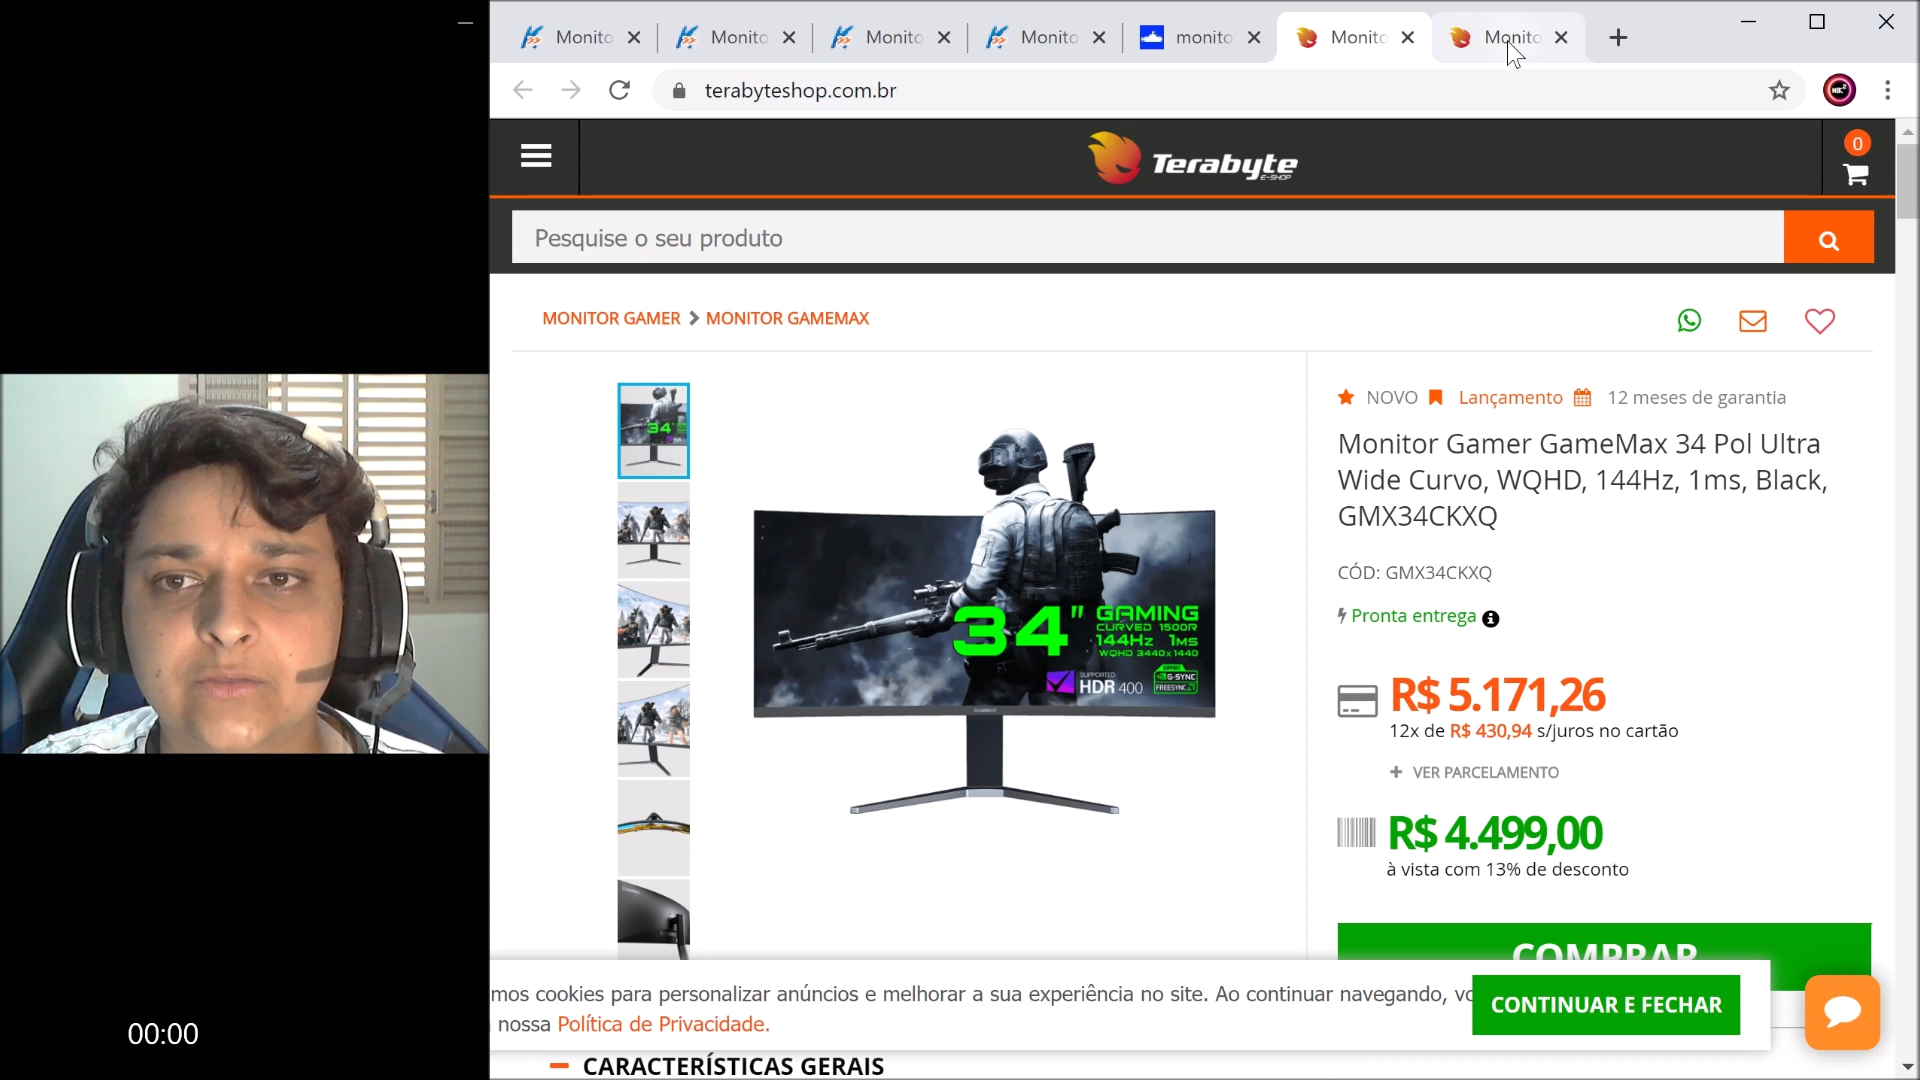 Monito
Monito
Monito
Monito
monito
Monito
Monito
terabyteshop.com.br
Terabyte
E-SHOP
0
Pesquise o seu produto
MONITOR GAMER > MONITOR GAMEMAX
NOVO Lançamento 12 meses de garantia
Monitor Gamer GameMax 34 Pol Ultra
Wide Curvo, WQHD, 144Hz, 1ms, Black,
GMX34CKXQ
CÓD: GMX34CKXQ
Pronta entrega
34" GAMING
CURVED 1500R
144Hz 1ms
WQHD 3440x1440
SUPPORTED
HDR 400
G-SYNC
FREESYNC
R$ 5.171,26
12x de R$ 430,94 s/juros no cartão
+ VER PARCELAMENTO
R$ 4.499,00
à vista com 13% de desconto
COMPRAR
mos cookies para personalizar anúncios e melhorar a sua experiência no site. Ao continuar navegando, vo
nossa Política de Privacidade.
CONTINUAR E FECHAR
CARACTERÍSTICAS GERAIS
00:00